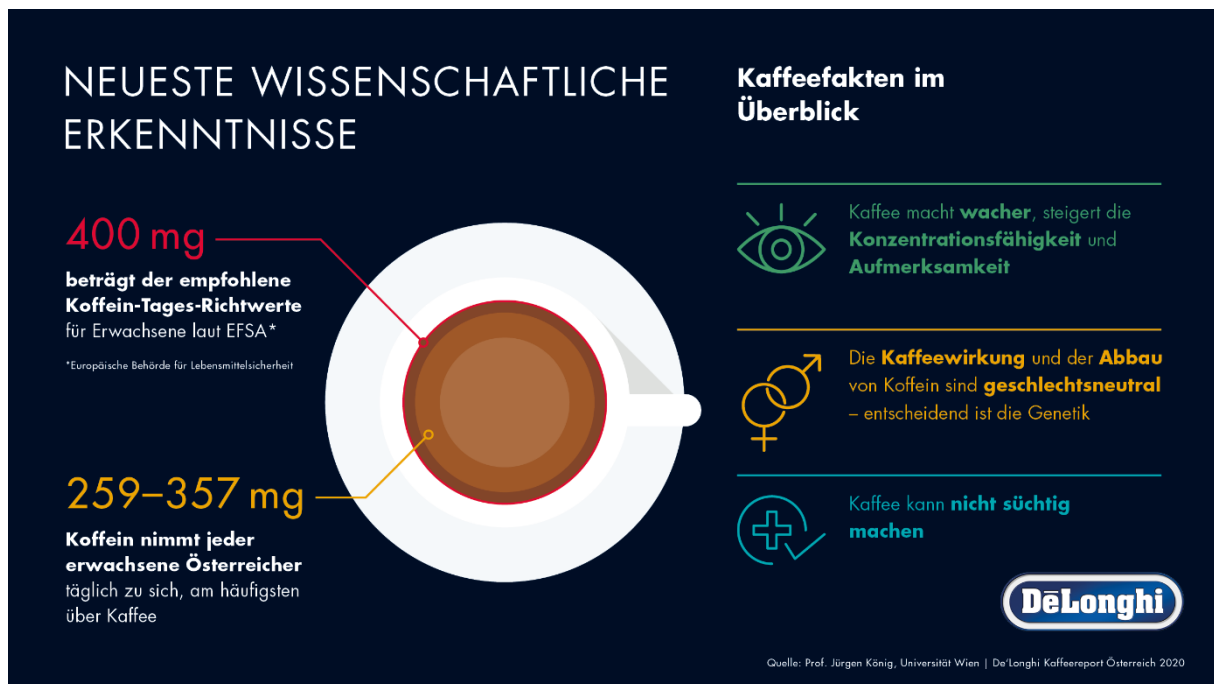 NEUESTE WISSENSCHAFTLICHE
ERKENNTNISSE
400 mg
beträgt der empfohlene
Koffein-Tages-Richtwerte
für Erwachsene laut EFSA*
*Europäische Behörde für Lebensmittelsicherheit
259–357 mg
Koffein nimmt jeder
erwachsene Österreicher
täglich zu sich, am häufigsten
über Kaffee
Kaffeefakten im
Überblick
Kaffee macht wacher, steigert die
Konzentrationsfähigkeit und
Aufmerksamkeit
Die Kaffeewirkung und der Abbau
von Koffein sind geschlechtsneutral
– entscheidend ist die Genetik
Kaffee kann nicht süchtig
machen
DēLonghi
Quelle: Prof. Jürgen König, Universität Wien | De'Longhi Kaffeereport Österreich 2020